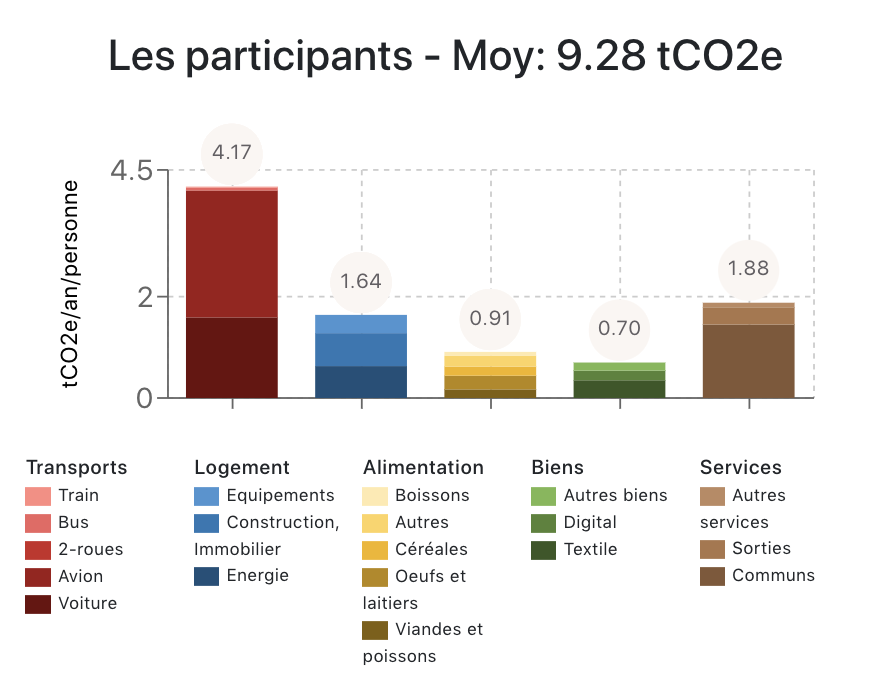 Les participants - Moy: 9.28 tCO2e
4.17
4.5
tCO2e/an/personne
1.64
1.88
2
0.91
0.70
0
Transports
Train
Bus
2-roues
Avion
Voiture
Logement
Equipements
Construction,
Immobilier
Energie
Alimentation
Boissons
Autres
Céréales
Oeufs et
laitiers
Viandes et
poissons
Biens
Autres biens
Digital
Textile
Services
Autres
services
Sorties
Communs